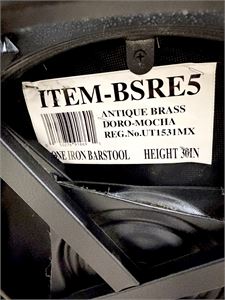 ITEM-BSRE5
ANTIQUE BRASS
DORO-MOCHA
REG.No.UT1531MX
ONE IRON BARSTOOL HEIGHT 30IN